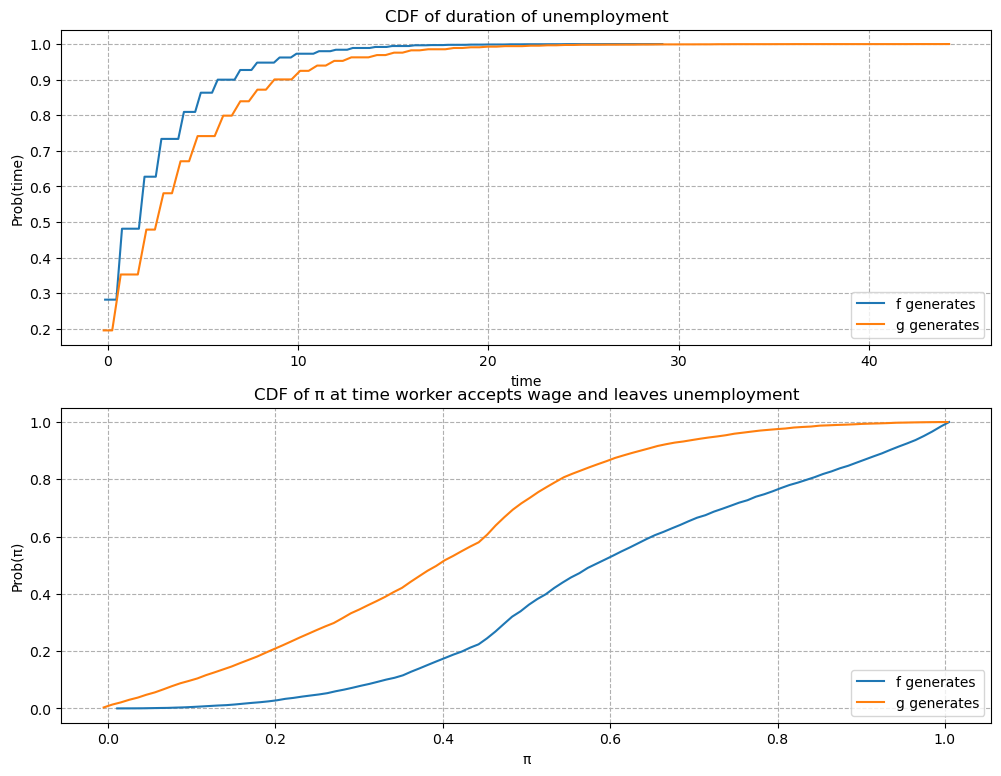 CDF of duration of unemployment
1.0
0.9
0.8
0.7
0.6
0.5
0.4
0.3
0.2
Prob(time)
f generates
g generates
0 10 20 30 40
time
CDF of π at time worker accepts wage and leaves unemployment
1.0
0.8
0.6
0.4
0.2
0.0
Prob(π)
f generates
g generates
0.0 0.2 0.4 0.6 0.8 1.0
π